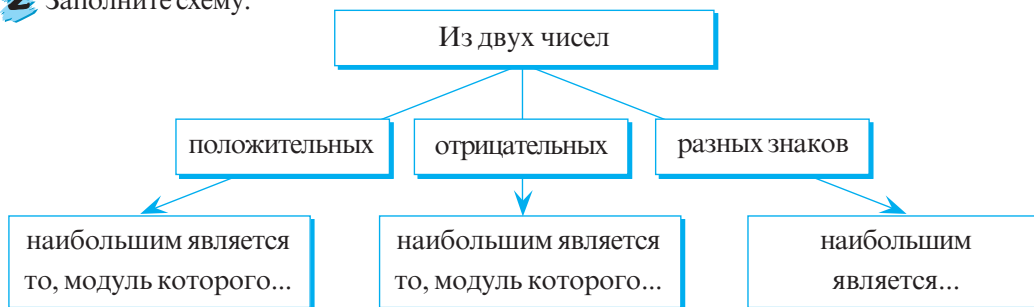 2 Заполните схему.
Из двух чисел
положительных
отрицательных
разных знаков
наибольшим является
то, модуль которого...
наибольшим является
то, модуль которого...
наибольшим
является...